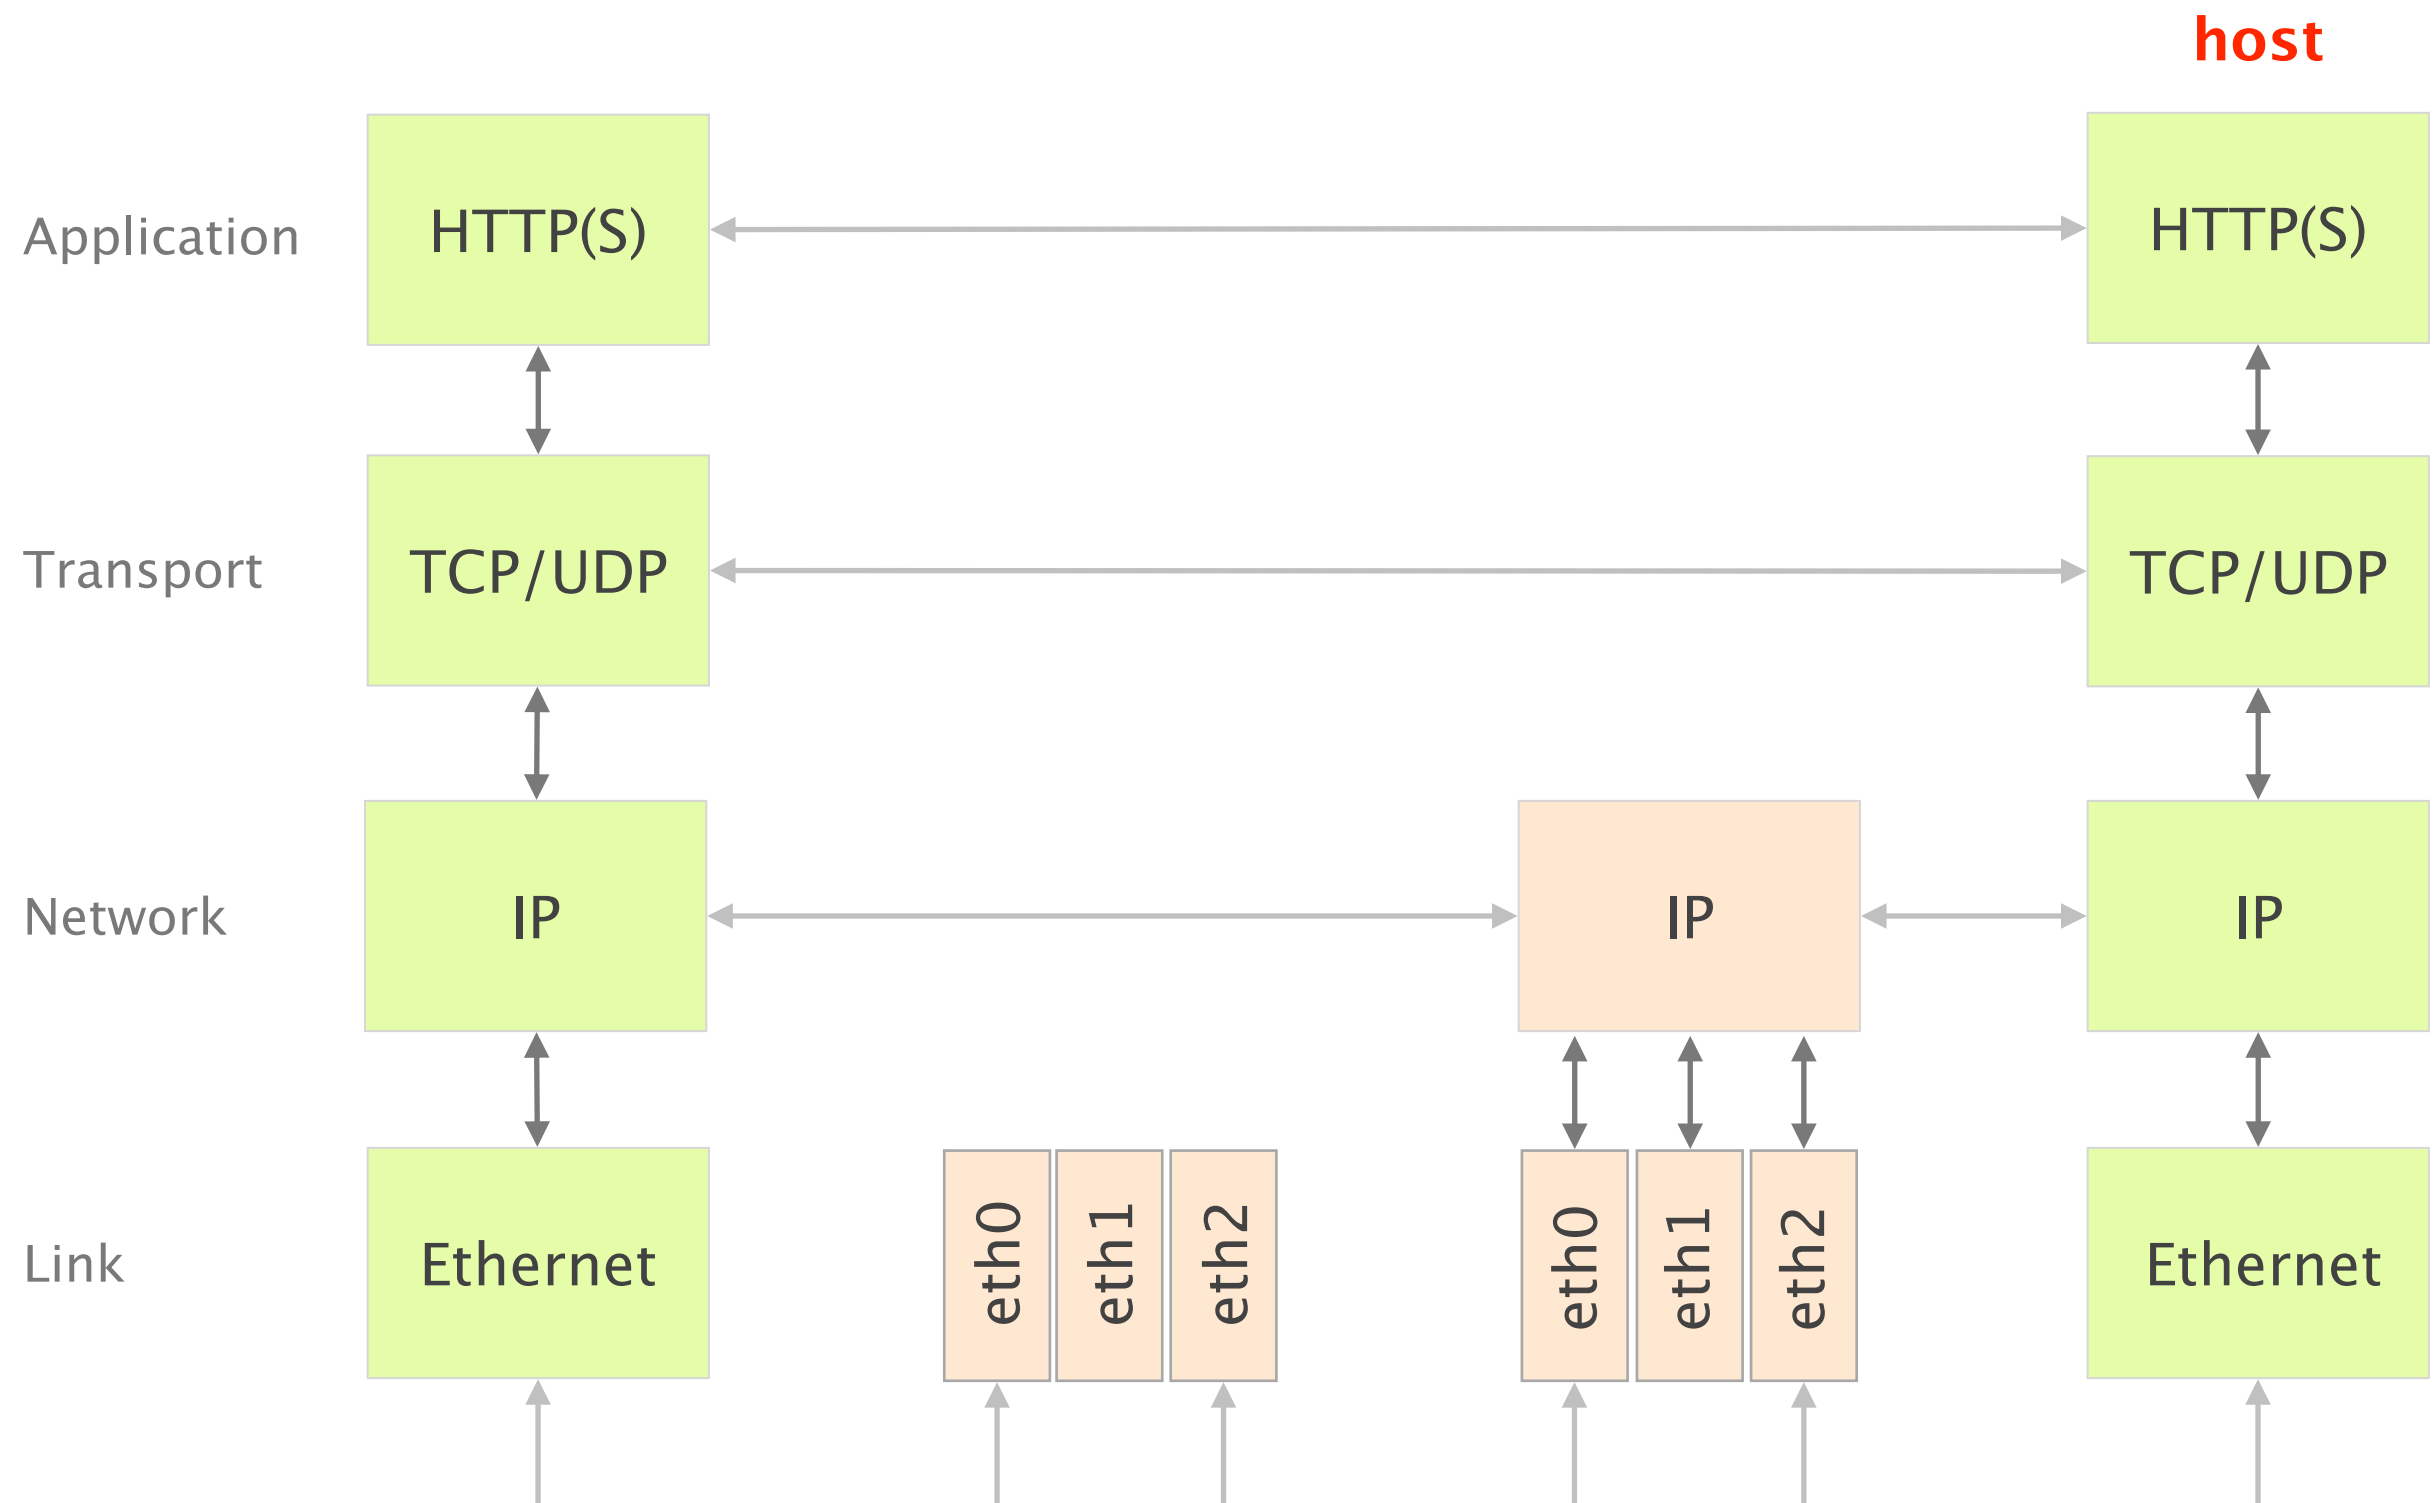 host
Application
HTTP(S)
HTTP(S)
Transport
TCP/UDP
TCP/UDP
Network
IP
IP
IP
Link
Ethernet
eth0
eth1
eth2
eth0
eth1
eth2
Ethernet